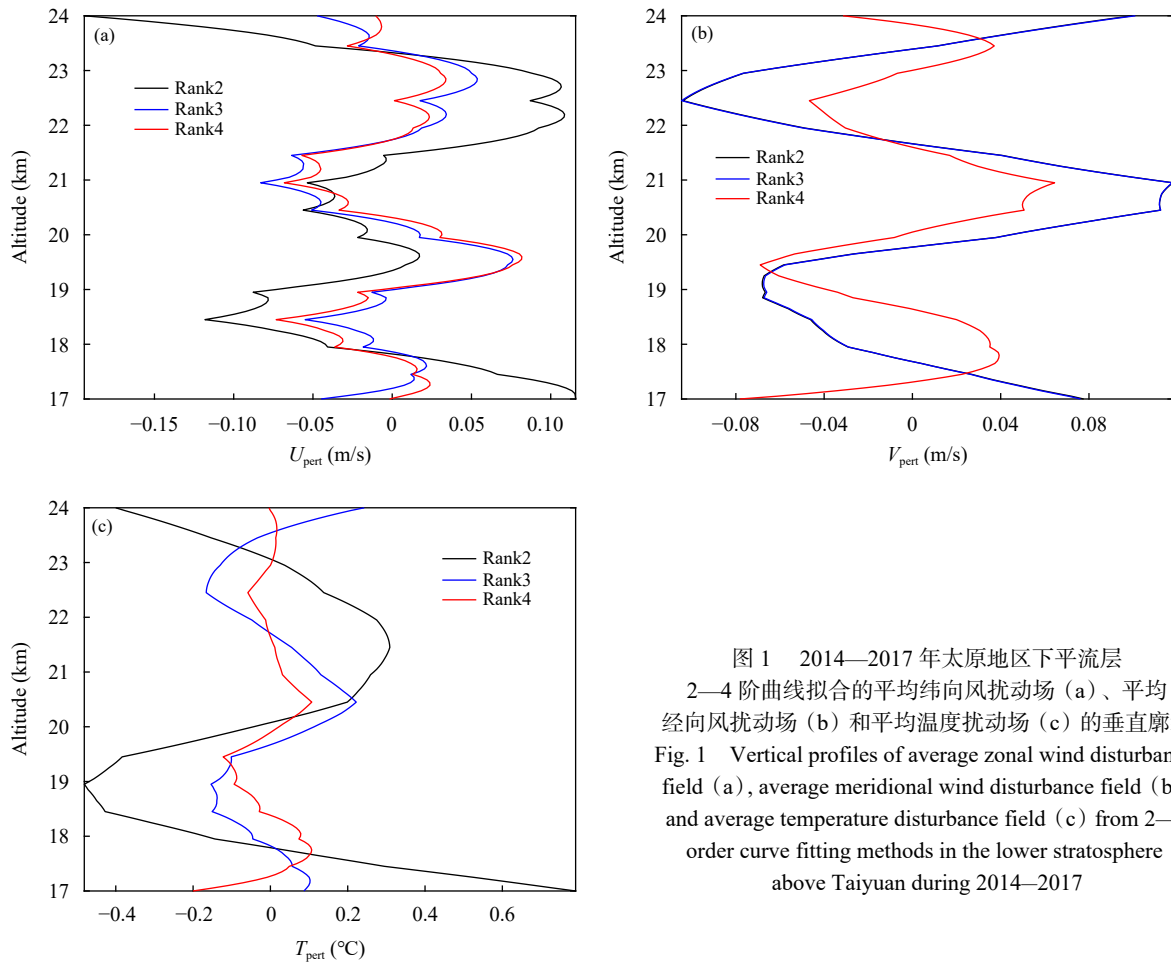 (a)
Rank2
Rank3
Rank4
24
23
22
21
20
19
18
17
Altitude (km)
−0.15
−0.10
−0.05
0
0.05
0.10
Upert (m/s)
(b)
Rank2
Rank3
Rank4
24
23
22
21
20
19
18
17
Altitude (km)
−0.08
−0.04
0
0.04
0.08
Vpert (m/s)
(c)
Rank2
Rank3
Rank4
24
23
22
21
20
19
18
17
Altitude (km)
−0.4
−0.2
0
0.2
0.4
0.6
Tpert (°C)
图 1 2014—2017 年太原地区下平流层
2—4 阶曲线拟合的平均纬向风扰动场（a）、平均
经向风扰动场（b）和平均温度扰动场（c）的垂直廓
Fig. 1 Vertical profiles of average zonal wind disturban
field（a）, average meridional wind disturbance field（b
and average temperature disturbance field（c）from 2—
order curve fitting methods in the lower stratosphere
above Taiyuan during 2014—2017